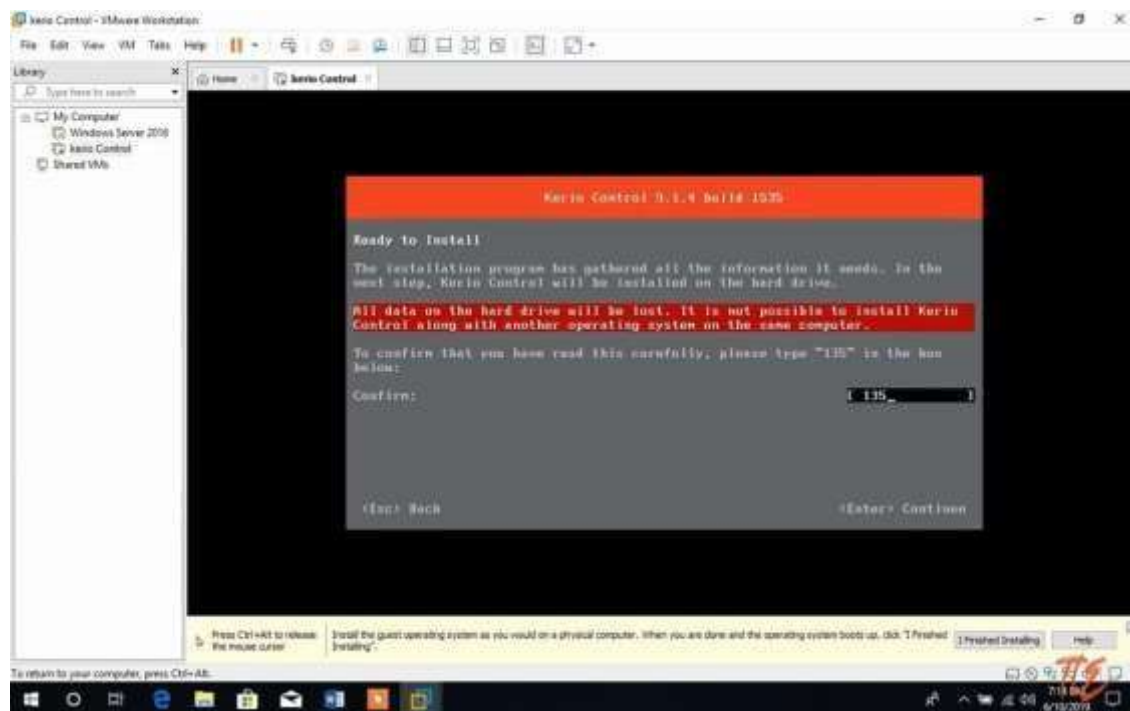 kerio Control - VMware Workstation
File Edit View VM Tabs Help
Library
Type here to search
Home
kerio Control
My Computer
Windows Server 2016
kerio Control
Shared VMs
Kerio Control 9.1.4 build 1535
Ready to Install
The installation program has gathered all the information it needs. In the
next step, Kerio Control will be installed on the hard drive.
All data on the hard drive will be lost. It is not possible to install Kerio
Control along with another operating system on the same computer.
To confirm that you have read this carefully, please type "135" in the box
below:
Confirm: [ 135_ ]
<Esc> Back
<Enter> Continue
Press Ctrl+Alt to release
the mouse cursor
Install the guest operating system as you would on a physical computer. When you are done and the operating system boots up, click "I Finished
Installing".
I Finished Installing
Help
To return to your computer, press Ctrl+Alt.
6/10/2019